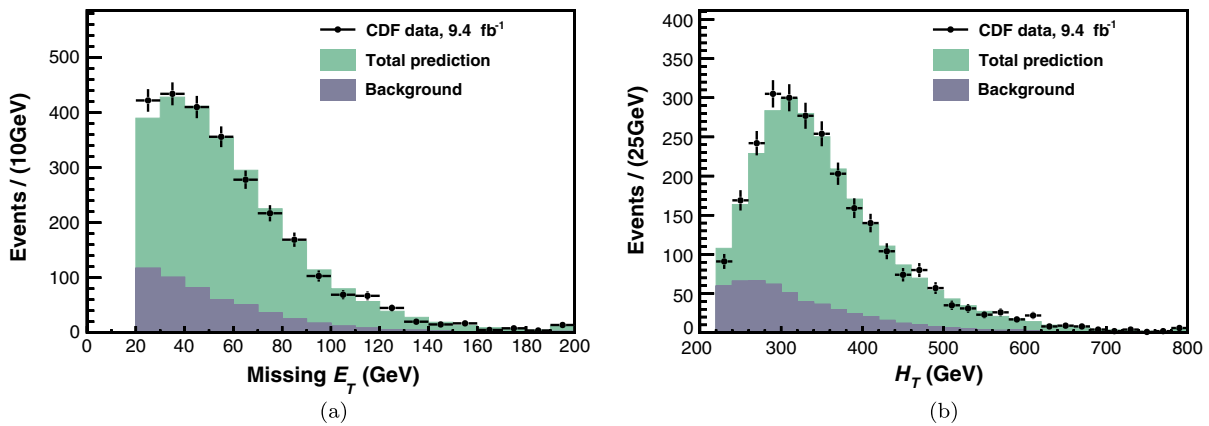 CDF data, 9.4 fb-1
Total prediction
Background
Events / (10GeV)
500
400
300
200
100
0
0 20 40 60 80 100 120 140 160 180 200
Missing E_T (GeV)
(a)
CDF data, 9.4 fb-1
Total prediction
Background
Events / (25GeV)
400
350
300
250
200
150
100
50
0
200 300 400 500 600 700 800
H_T (GeV)
(b)